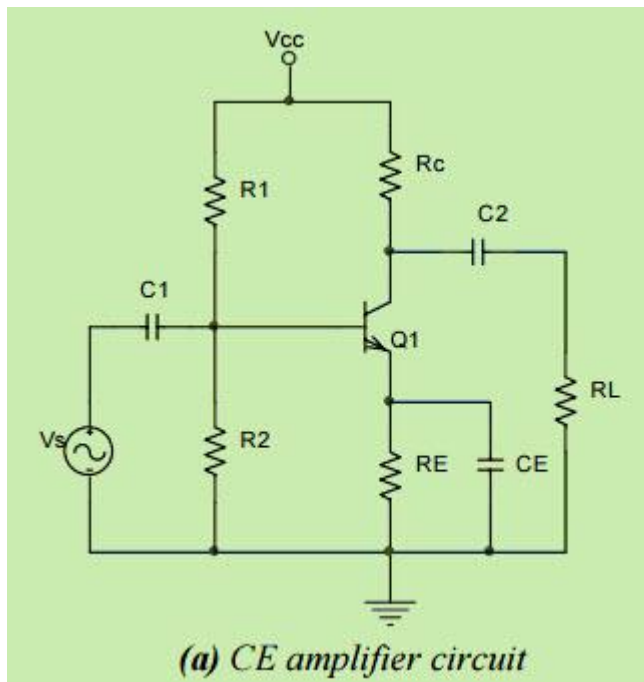 Vcc
R1
Rc
C2
C1
Q1
RL
Vs
R2
RE
CE
+
-
(a) CE amplifier circuit